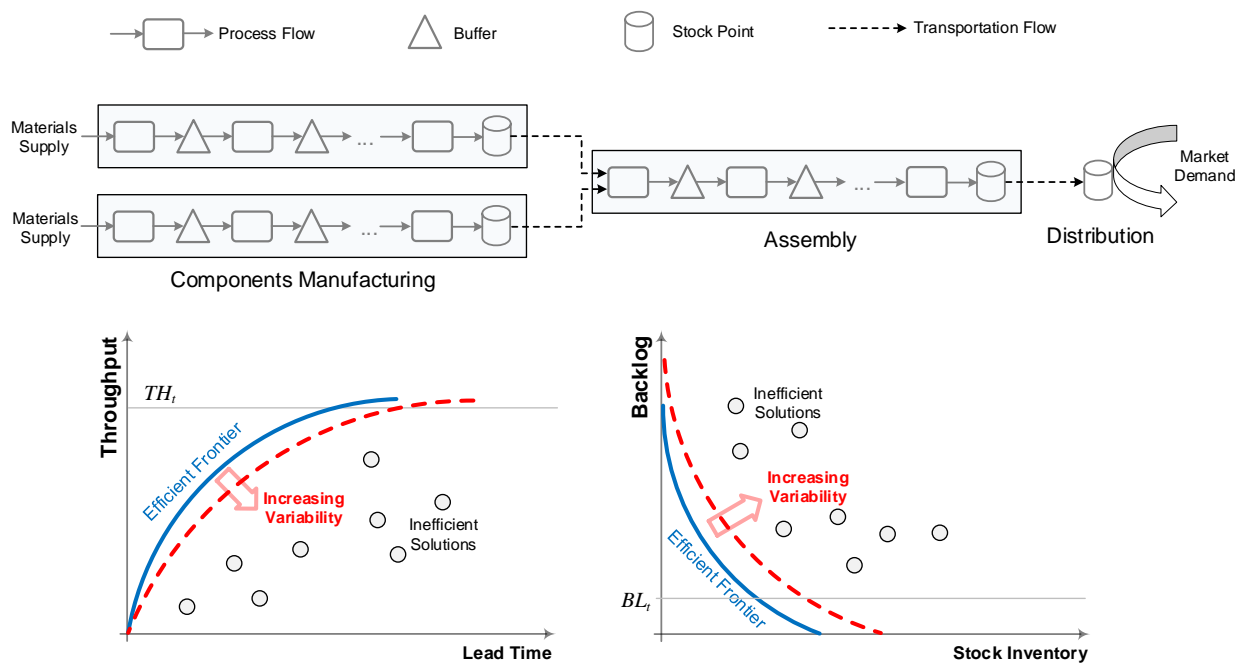 Process Flow
Buffer
Stock Point
Transportation Flow
Materials
Supply
...
Materials
Supply
...
...
Market
Demand
Components Manufacturing
Assembly
Distribution
Throughput
THt
Efficient Frontier
Increasing
Variability
Inefficient
Solutions
Lead Time
Backlog
Inefficient
Solutions
Increasing
Variability
Efficient Frontier
BLt
Stock Inventory